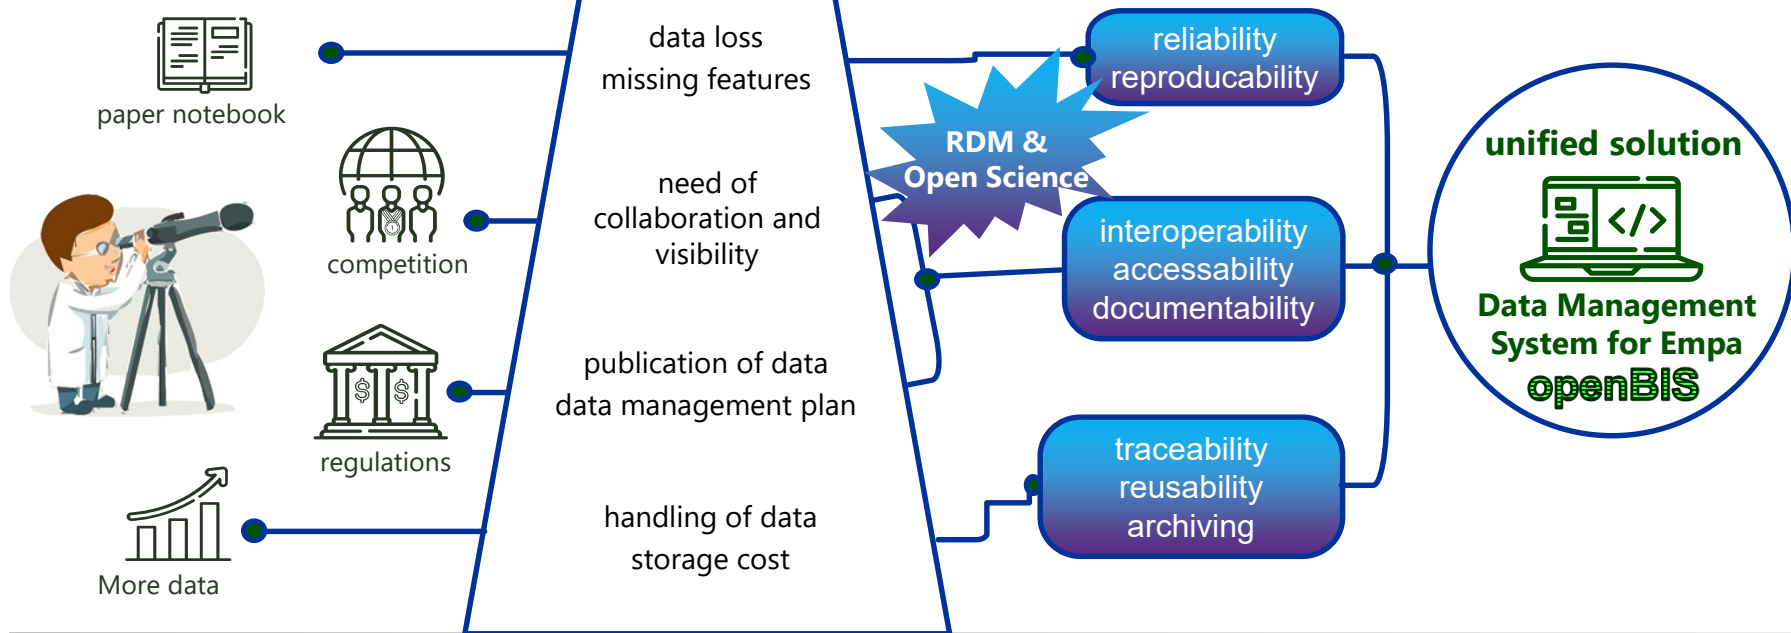 paper notebook
competition
regulations
More data
data loss
missing features
need of
collaboration and
visibility
publication of data
data management plan
handling of data
storage cost
RDM &
Open Science
reliability
reproducability
interoperability
accessability
documentability
traceability
reusability
archiving
unified solution
</>
Data Management
System for Empa
openBIS